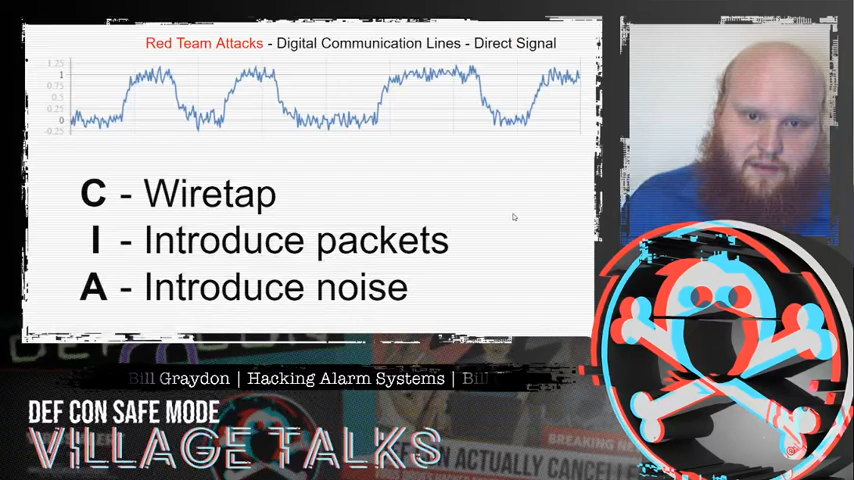 Red Team Attacks - Digital Communication Lines - Direct Signal
1.25
1
0.75
0.5
0.25
0
-0.25
C - Wiretap
I - Introduce packets
A - Introduce noise
Bill Graydon | Hacking Alarm Systems | Bil
DEF CON SAFE MODE
VILLAGE TALKS
BREAKING NE
CON ACTUALLY CANCELLE